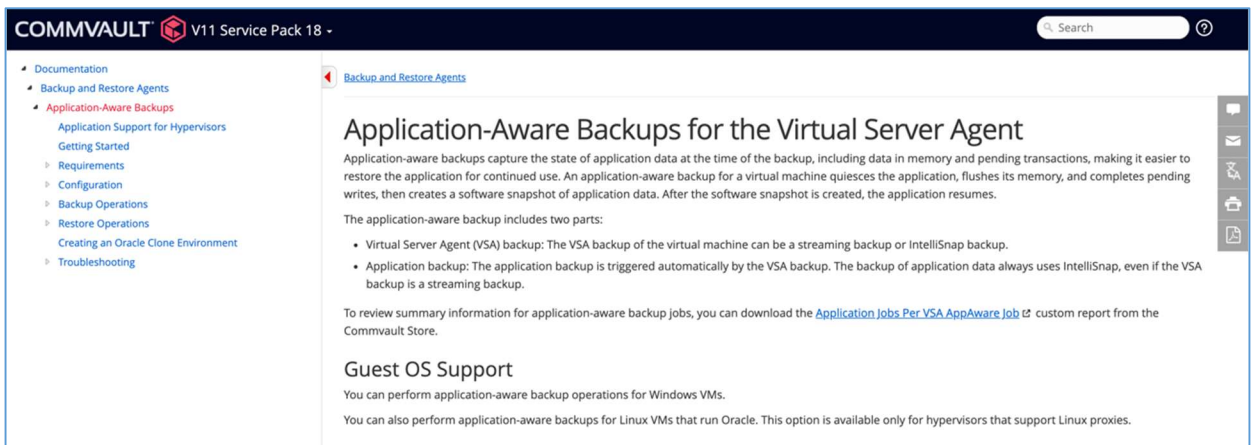 COMMVAULT V11 Service Pack 18
Search
Documentation
Backup and Restore Agents
Application-Aware Backups
Application Support for Hypervisors
Getting Started
Requirements
Configuration
Backup Operations
Restore Operations
Creating an Oracle Clone Environment
Troubleshooting
Backup and Restore Agents
Application-Aware Backups for the Virtual Server Agent
Application-aware backups capture the state of application data at the time of the backup, including data in memory and pending transactions, making it easier to
restore the application for continued use. An application-aware backup for a virtual machine quiesces the application, flushes its memory, and completes pending
writes, then creates a software snapshot of application data. After the software snapshot is created, the application resumes.
The application-aware backup includes two parts:
• Virtual Server Agent (VSA) backup: The VSA backup of the virtual machine can be a streaming backup or IntelliSnap backup.
• Application backup: The application backup is triggered automatically by the VSA backup. The backup of application data always uses IntelliSnap, even if the VSA
backup is a streaming backup.
To review summary information for application-aware backup jobs, you can download the Application Jobs Per VSA AppAware Job custom report from the
Commvault Store.
Guest OS Support
You can perform application-aware backup operations for Windows VMs.
You can also perform application-aware backups for Linux VMs that run Oracle. This option is available only for hypervisors that support Linux proxies.